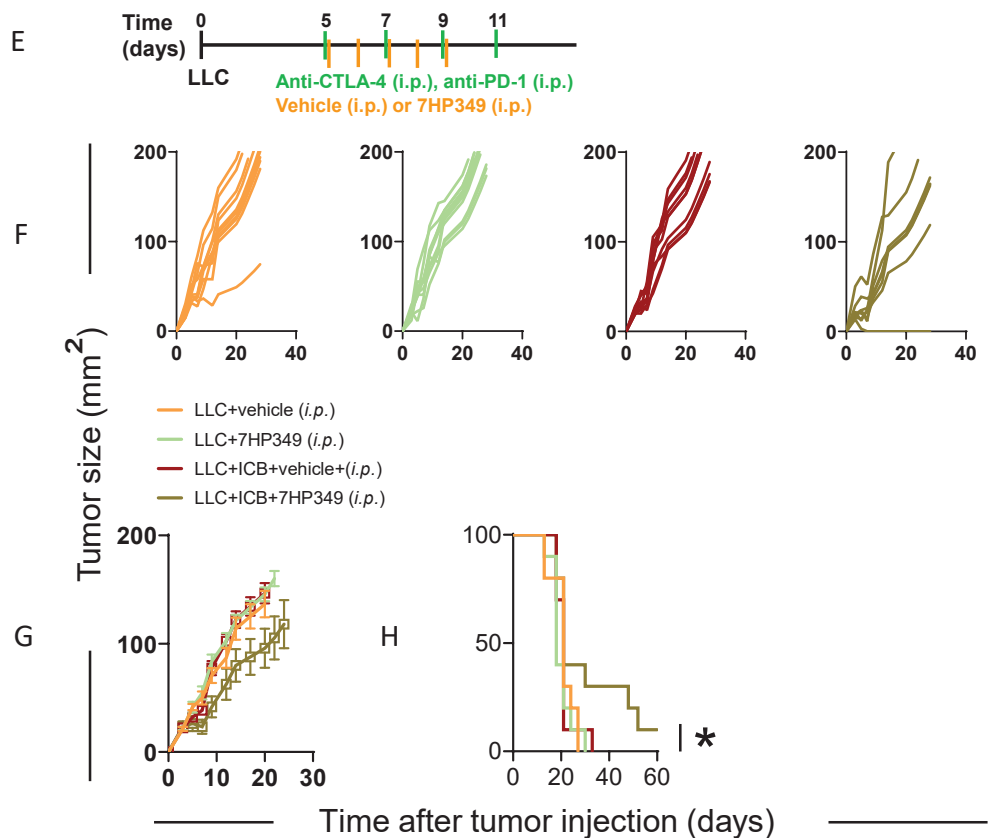 E
Time (days)
0 5 7 9 11
LLC
Anti-CTLA-4 (i.p.), anti-PD-1 (i.p.)
Vehicle (i.p.) or 7HP349 (i.p.)
F
Tumor size (mm²)
200 100 0
0 20 40
200 100 0
0 20 40
200 100 0
0 20 40
200 100 0
0 20 40
LLC+vehicle (i.p.)
LLC+7HP349 (i.p.)
LLC+ICB+vehicle+(i.p.)
LLC+ICB+7HP349 (i.p.)
G
200 100 0
0 10 20 30
H
100 50 0
0 20 40 60
*
Time after tumor injection (days)